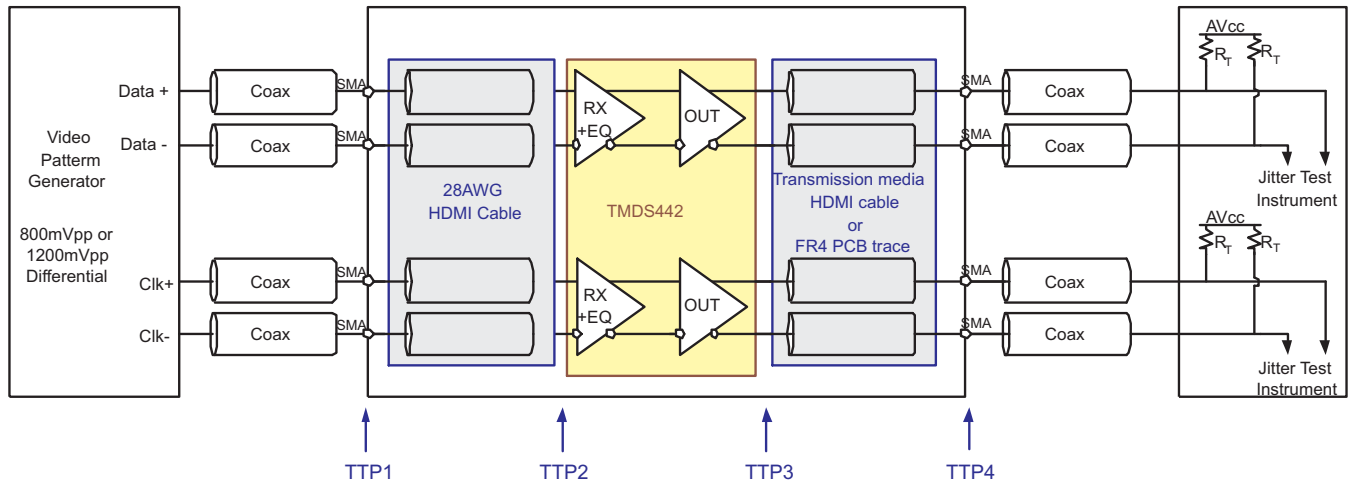 Video
Patterm
Generator
800mVpp or
1200mVpp
Differential
Data +
Data -
Clk+
Clk-
Coax
Coax
Coax
Coax
SMA
SMA
SMA
SMA
28AWG
HDMI Cable
RX
+EQ
OUT
TMDS442
RX
+EQ
OUT
Transmission media
HDMI cable
or
FR4 PCB trace
SMA
SMA
SMA
SMA
Coax
Coax
Coax
Coax
AVcc
RT
RT
Jitter Test
Instrument
AVcc
RT
RT
Jitter Test
Instrument
TTP1
TTP2
TTP3
TTP4